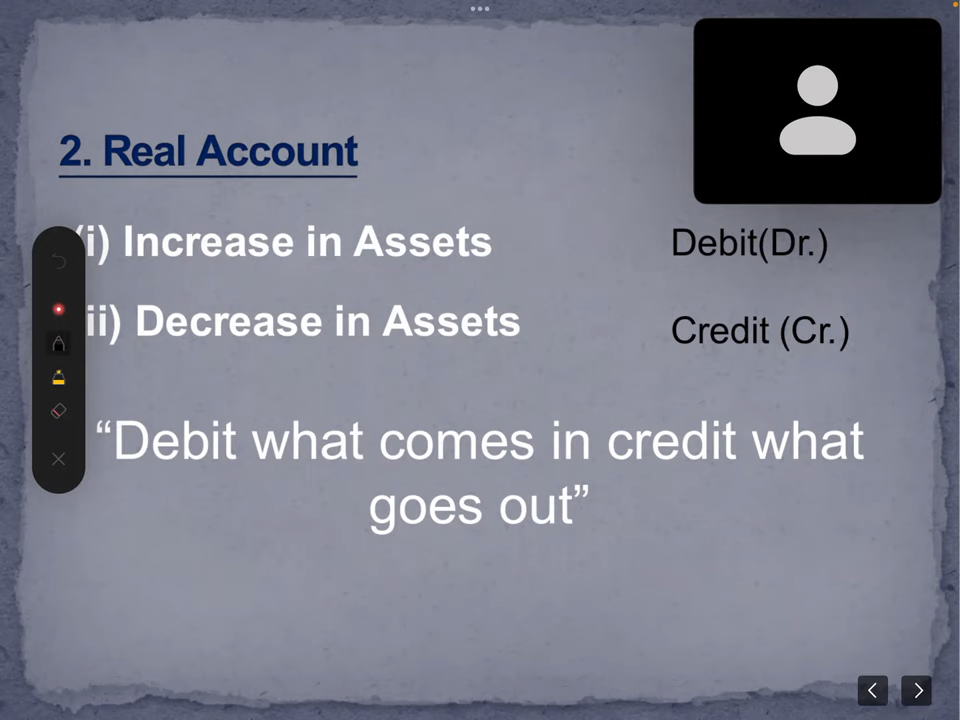 2. Real Account
(i) Increase in Assets
Debit(Dr.)
ii) Decrease in Assets
Credit (Cr.)
“Debit what comes in credit what
goes out”